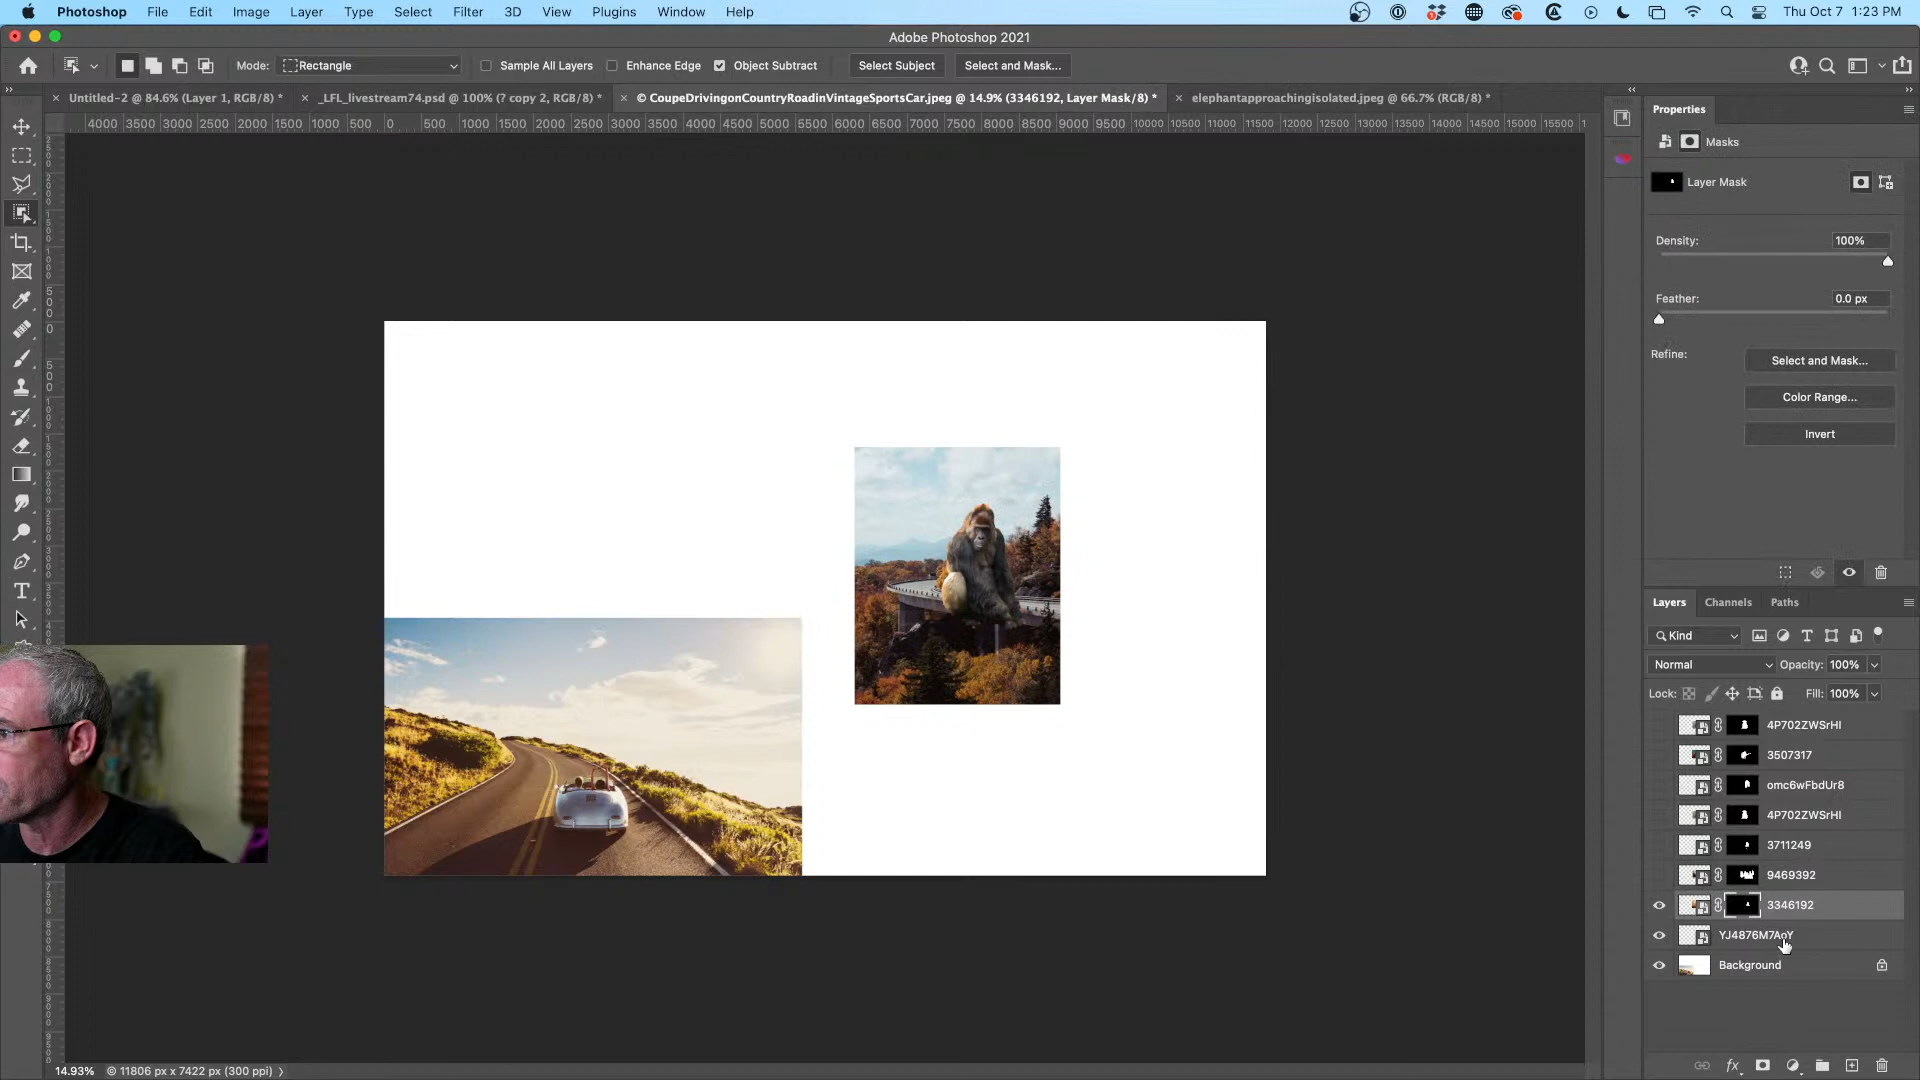 Photoshop File Edit Image Layer Type Select Filter 3D View Plugins Window Help Thu Oct 7 1:23 PM
Adobe Photoshop 2021
Mode: Rectangle Sample All Layers Enhance Edge Object Subtract Select Subject Select and Mask...
× Untitled-2 @ 84.6% (Layer 1, RGB/8) * × _LFL_livestream74.psd @ 100% (? copy 2, RGB/8) * × © CoupeDrivingonCountryRoadinVintageSportsCar.jpeg @ 14.9% (3346192, Layer Mask/8) * × elephantapproachingisolated.jpeg @ 66.7% (RGB/8) *
4000 3500 3000 2500 2000 1500 1000 500 0 500 1000 1500 2000 2500 3000 3500 4000 4500 5000 5500 6000 6500 7000 7500 8000 8500 9000 9500 10000 10500 11000 11500 12000 12500 13000 13500 14000 14500 15000 15500
Properties
Masks
Layer Mask
Density: 100%
Feather: 0.0 px
Refine: Select and Mask...
Color Range...
Invert
Layers Channels Paths
Kind
Normal Opacity: 100%
Lock: Fill: 100%
4P702ZWSrHI
3507317
omc6wFbdUr8
4P702ZWSrHI
3711249
9469392
3346192
YJ4876M7AoY
Background
fx
14.93% © 11806 px x 7422 px (300 ppi)